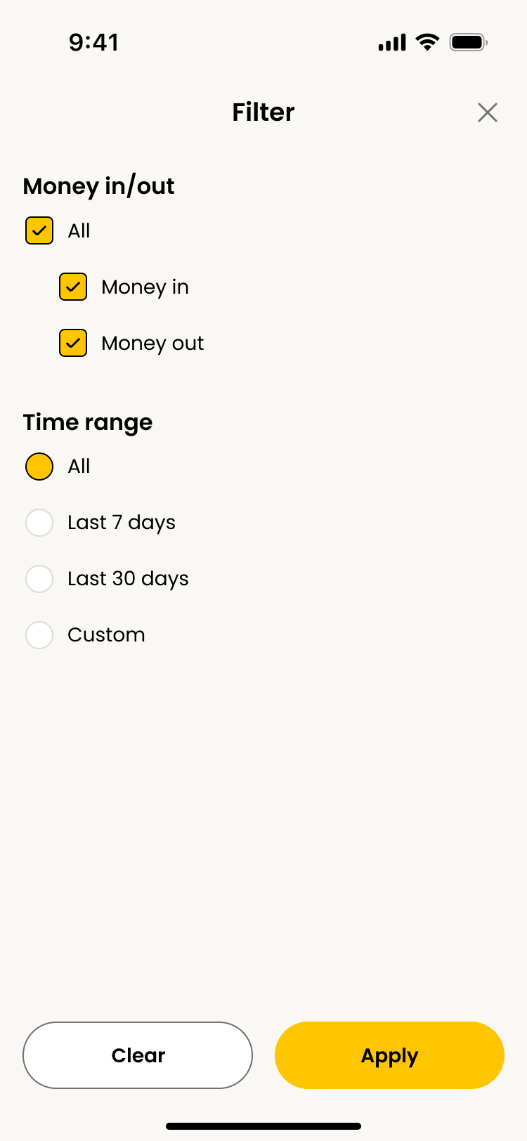 9:41
Filter
Money in/out
All
Money in
Money out
Time range
All
Last 7 days
Last 30 days
Custom
Clear
Apply